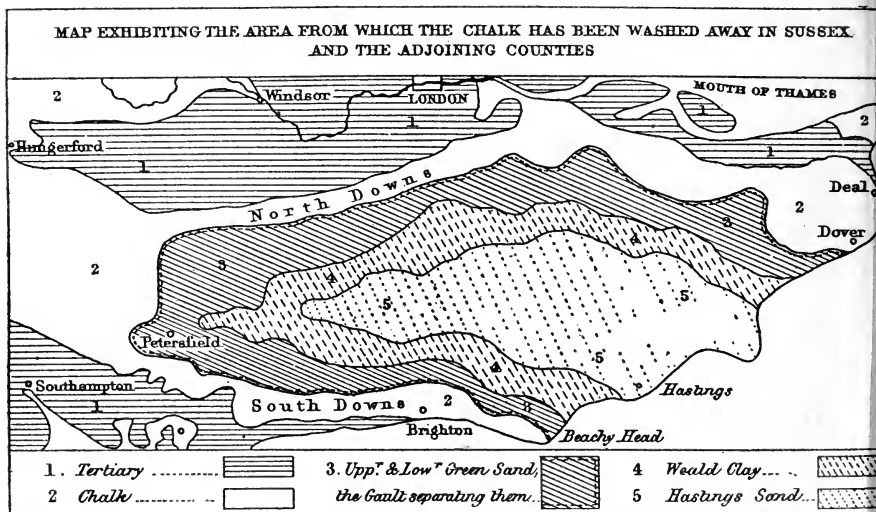 MAP EXHIBITING THE AREA FROM WHICH THE CHALK HAS BEEN WASHED AWAY IN SUSSEX
AND THE ADJOINING COUNTIES
2
Windsor
LONDON
MOUTH OF THAMES
1
1
2
Hungerford
1
1
Deal
North Downs
2
3
Dover
4
2
3
4
5
5
Petersfield
5
Southampton
4
Hastings
1
South Downs
2
3
Brighton
Beachy Head
1. Tertiary
2 Chalk
3. Uppr. & Lowr Green Sand,
the Gault separating them
4 Weald Clay
5 Hastings Sand